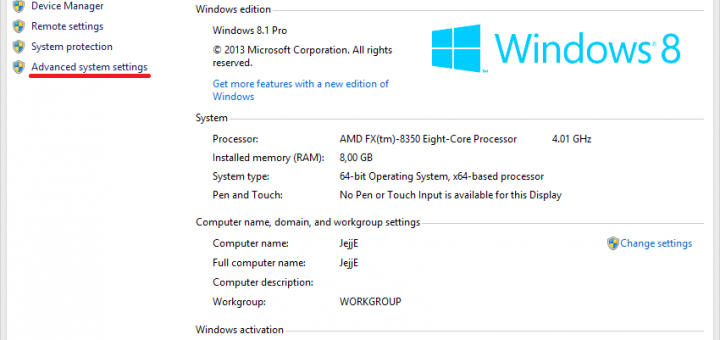 Device Manager
Remote settings
System protection
Advanced system settings
Windows edition
Windows 8.1 Pro
© 2013 Microsoft Corporation. All rights
reserved.
Get more features with a new edition of
Windows
Windows 8
System
Processor: AMD FX(tm)-8350 Eight-Core Processor 4.01 GHz
Installed memory (RAM): 8,00 GB
System type: 64-bit Operating System, x64-based processor
Pen and Touch: No Pen or Touch Input is available for this Display
Computer name, domain, and workgroup settings
Computer name: JejjE
Change settings
Full computer name: JejjE
Computer description:
Workgroup: WORKGROUP
Windows activation